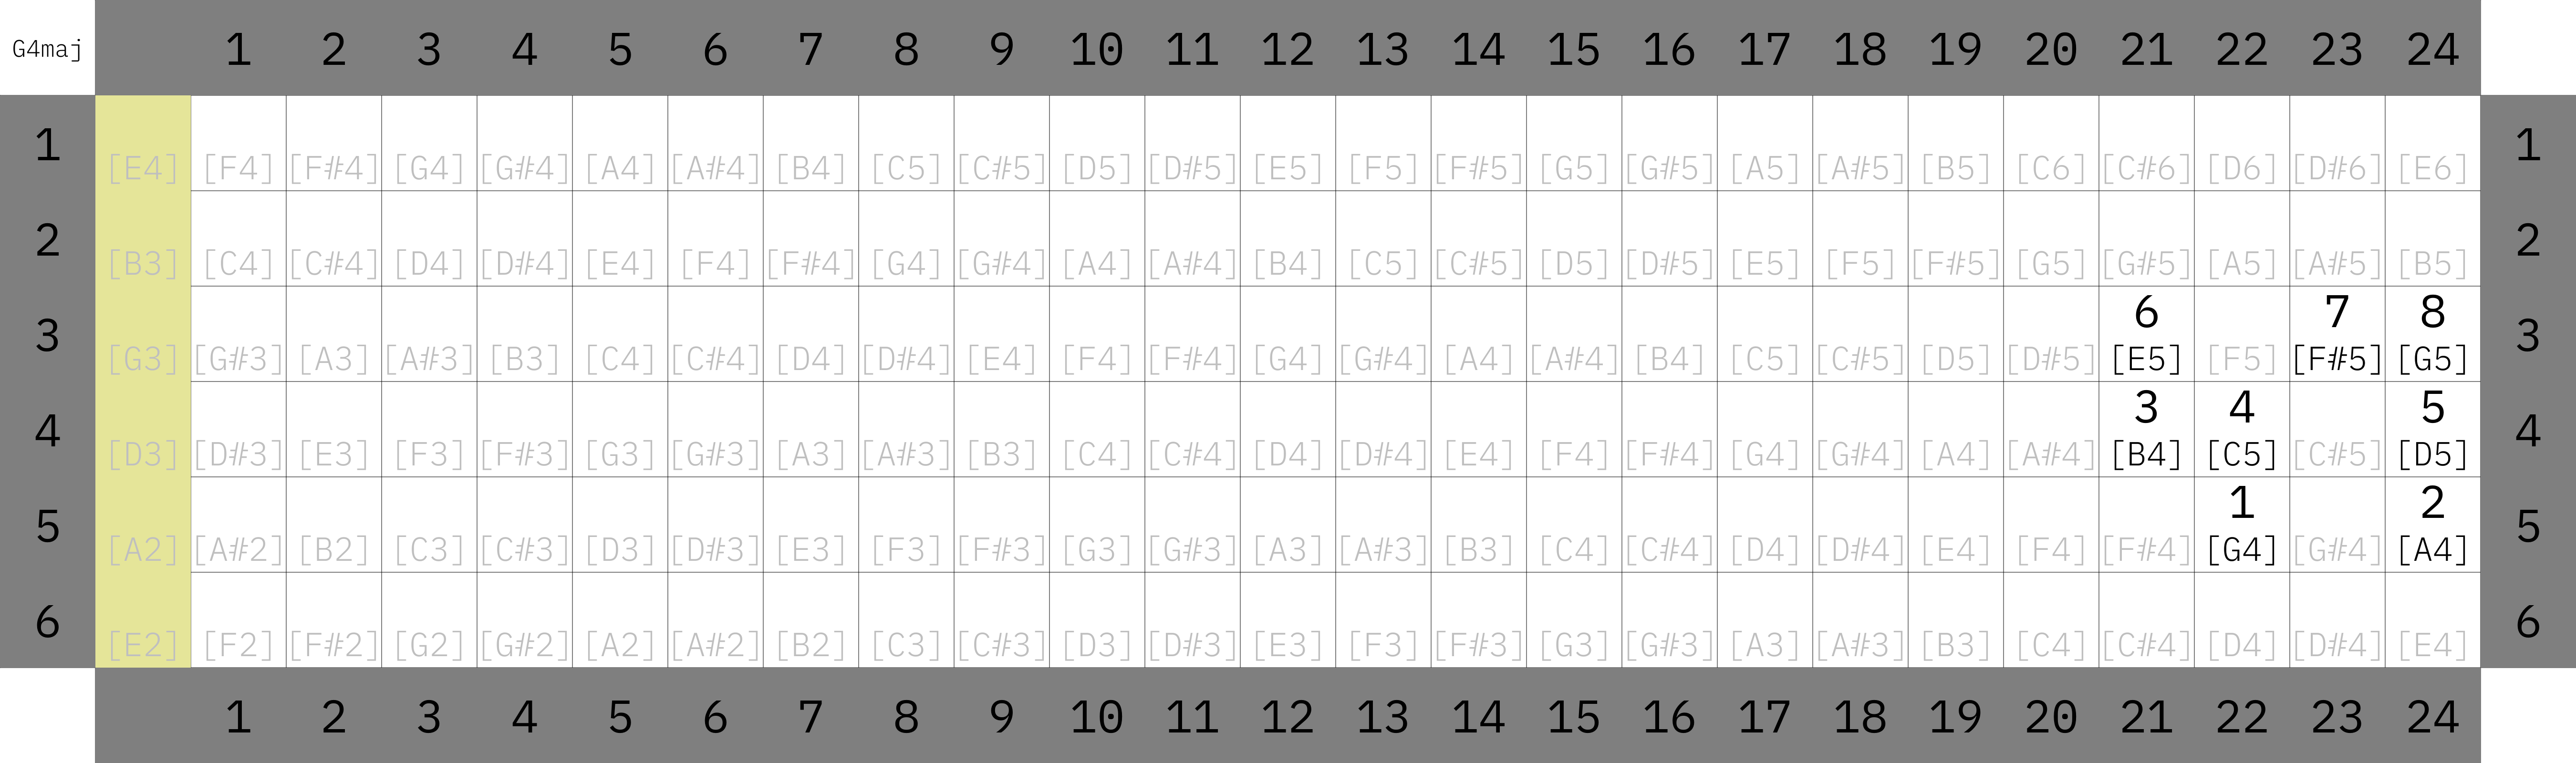 G4maj 1 2 3 4 5 6 7 8 9 10 11 12 13 14 15 16 17 18 19 20 21 22 23 24
1 [E4] [F4] [F#4] [G4] [G#4] [A4] [A#4] [B4] [C5] [C#5] [D5] [D#5] [E5] [F5] [F#5] [G5] [G#5] [A5] [A#5] [B5] [C6] [C#6] [D6] [D#6] [E6] 1
2 [B3] [C4] [C#4] [D4] [D#4] [E4] [F4] [F#4] [G4] [G#4] [A4] [A#4] [B4] [C5] [C#5] [D5] [D#5] [E5] [F5] [F#5] [G5] [G#5] [A5] [A#5] [B5] 2
6 7 8
3 [G3] [G#3] [A3] [A#3] [B3] [C4] [C#4] [D4] [D#4] [E4] [F4] [F#4] [G4] [G#4] [A4] [A#4] [B4] [C5] [C#5] [D5] [D#5] [E5] [F5] [F#5] [G5] 3
3 4 5
4 [D3] [D#3] [E3] [F3] [F#3] [G3] [G#3] [A3] [A#3] [B3] [C4] [C#4] [D4] [D#4] [E4] [F4] [F#4] [G4] [G#4] [A4] [A#4] [B4] [C5] [C#5] [D5] 4
1 2
5 [A2] [A#2] [B2] [C3] [C#3] [D3] [D#3] [E3] [F3] [F#3] [G3] [G#3] [A3] [A#3] [B3] [C4] [C#4] [D4] [D#4] [E4] [F4] [F#4] [G4] [G#4] [A4] 5
6 [E2] [F2] [F#2] [G2] [G#2] [A2] [A#2] [B2] [C3] [C#3] [D3] [D#3] [E3] [F3] [F#3] [G3] [G#3] [A3] [A#3] [B3] [C4] [C#4] [D4] [D#4] [E4] 6
1 2 3 4 5 6 7 8 9 10 11 12 13 14 15 16 17 18 19 20 21 22 23 24